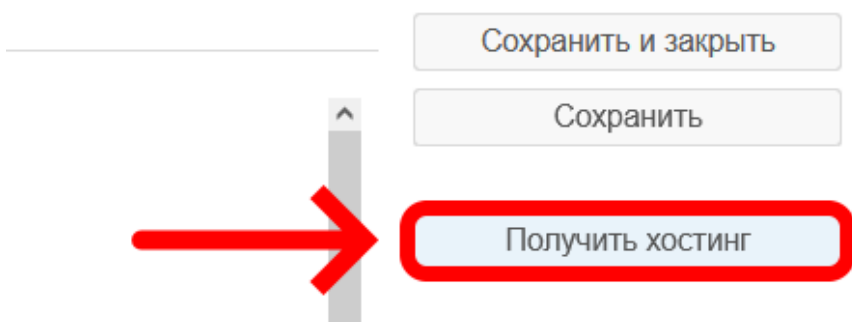 Сохранить и закрыть
Сохранить
Получить хостинг